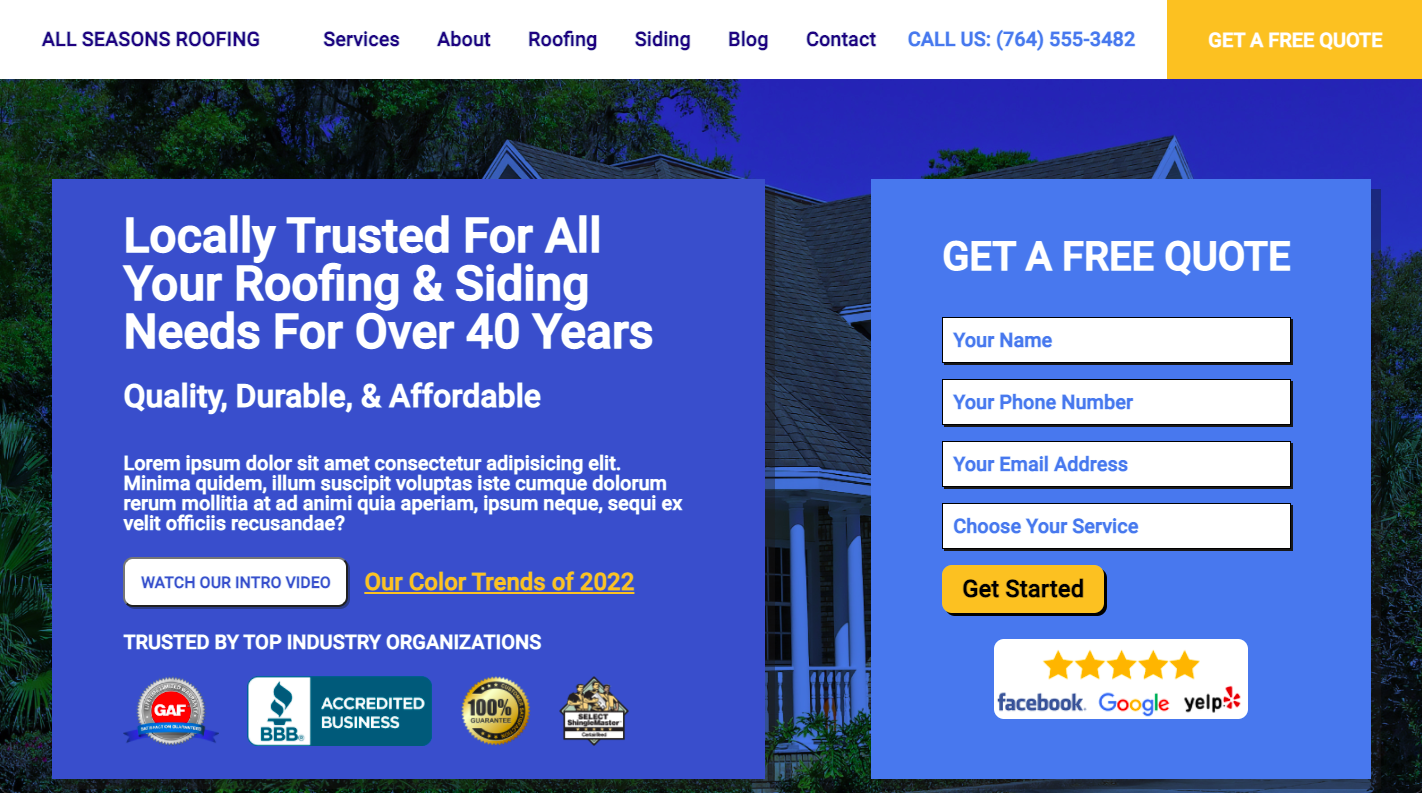 ALL SEASONS ROOFING
Services
About
Roofing
Siding
Blog
Contact
CALL US: (764) 555-3482
GET A FREE QUOTE
Locally Trusted For All
Your Roofing & Siding
Needs For Over 40 Years
Quality, Durable, & Affordable
Lorem ipsum dolor sit amet consectetur adipisicing elit.
Minima quidem, illum suscipit voluptas iste cumque dolorum
rerum mollitia at ad animi quia aperiam, ipsum neque, sequi ex
velit officiis recusandae?
WATCH OUR INTRO VIDEO
Our Color Trends of 2022
TRUSTED BY TOP INDUSTRY ORGANIZATIONS
GAF
BBB®
ACCREDITED
BUSINESS
100%
GUARANTEE
SELECT
ShingleMaster
GET A FREE QUOTE
Your Name
Your Phone Number
Your Email Address
Choose Your Service
Get Started
facebook.
Google
yelp